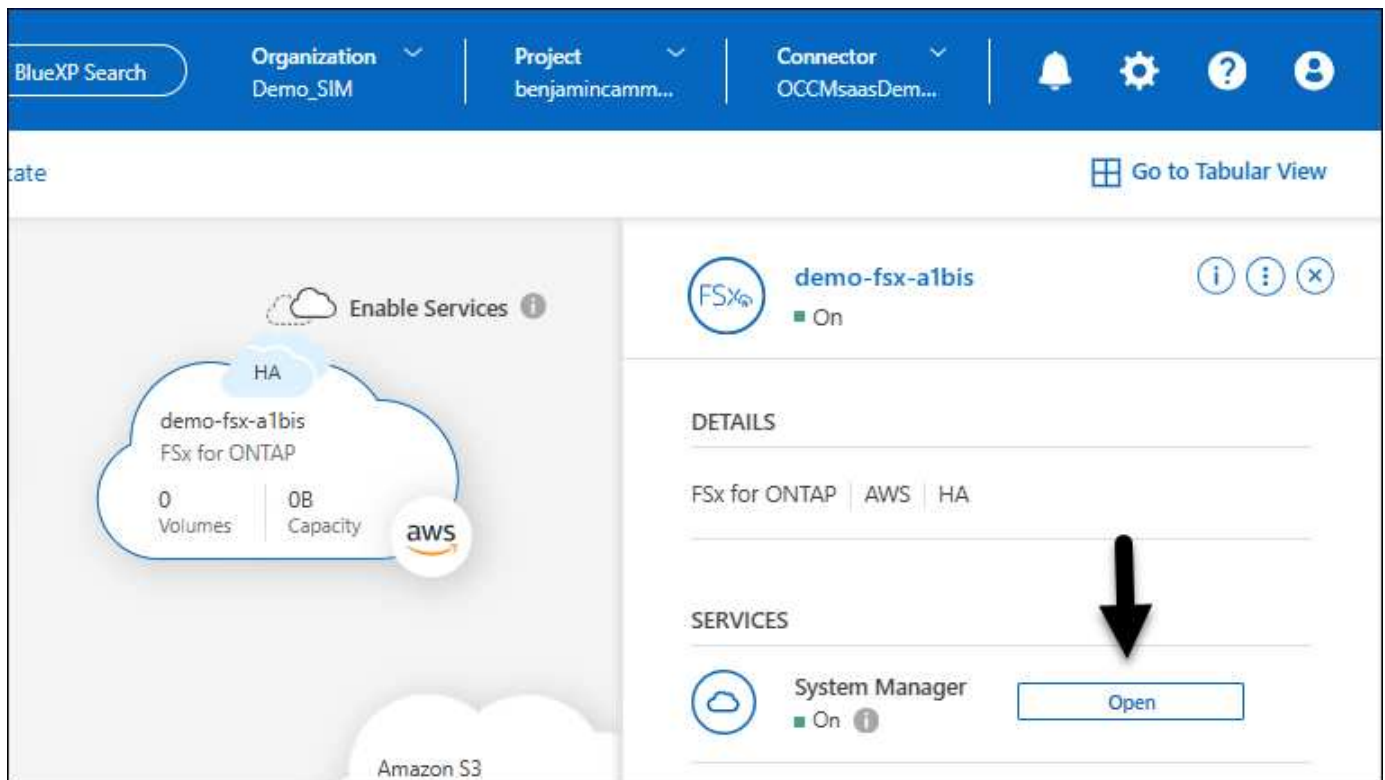 BlueXP Search
Organization
Demo_SIM
Project
benjamincamm...
Connector
OCCMsaasDem...
Go to Tabular View
Enable Services
HA
demo-fsx-a1bis
FSx for ONTAP
0
Volumes
0B
Capacity
aws
Amazon S3
FSx
demo-fsx-a1bis
On
DETAILS
FSx for ONTAP | AWS | HA
SERVICES
System Manager
On
Open